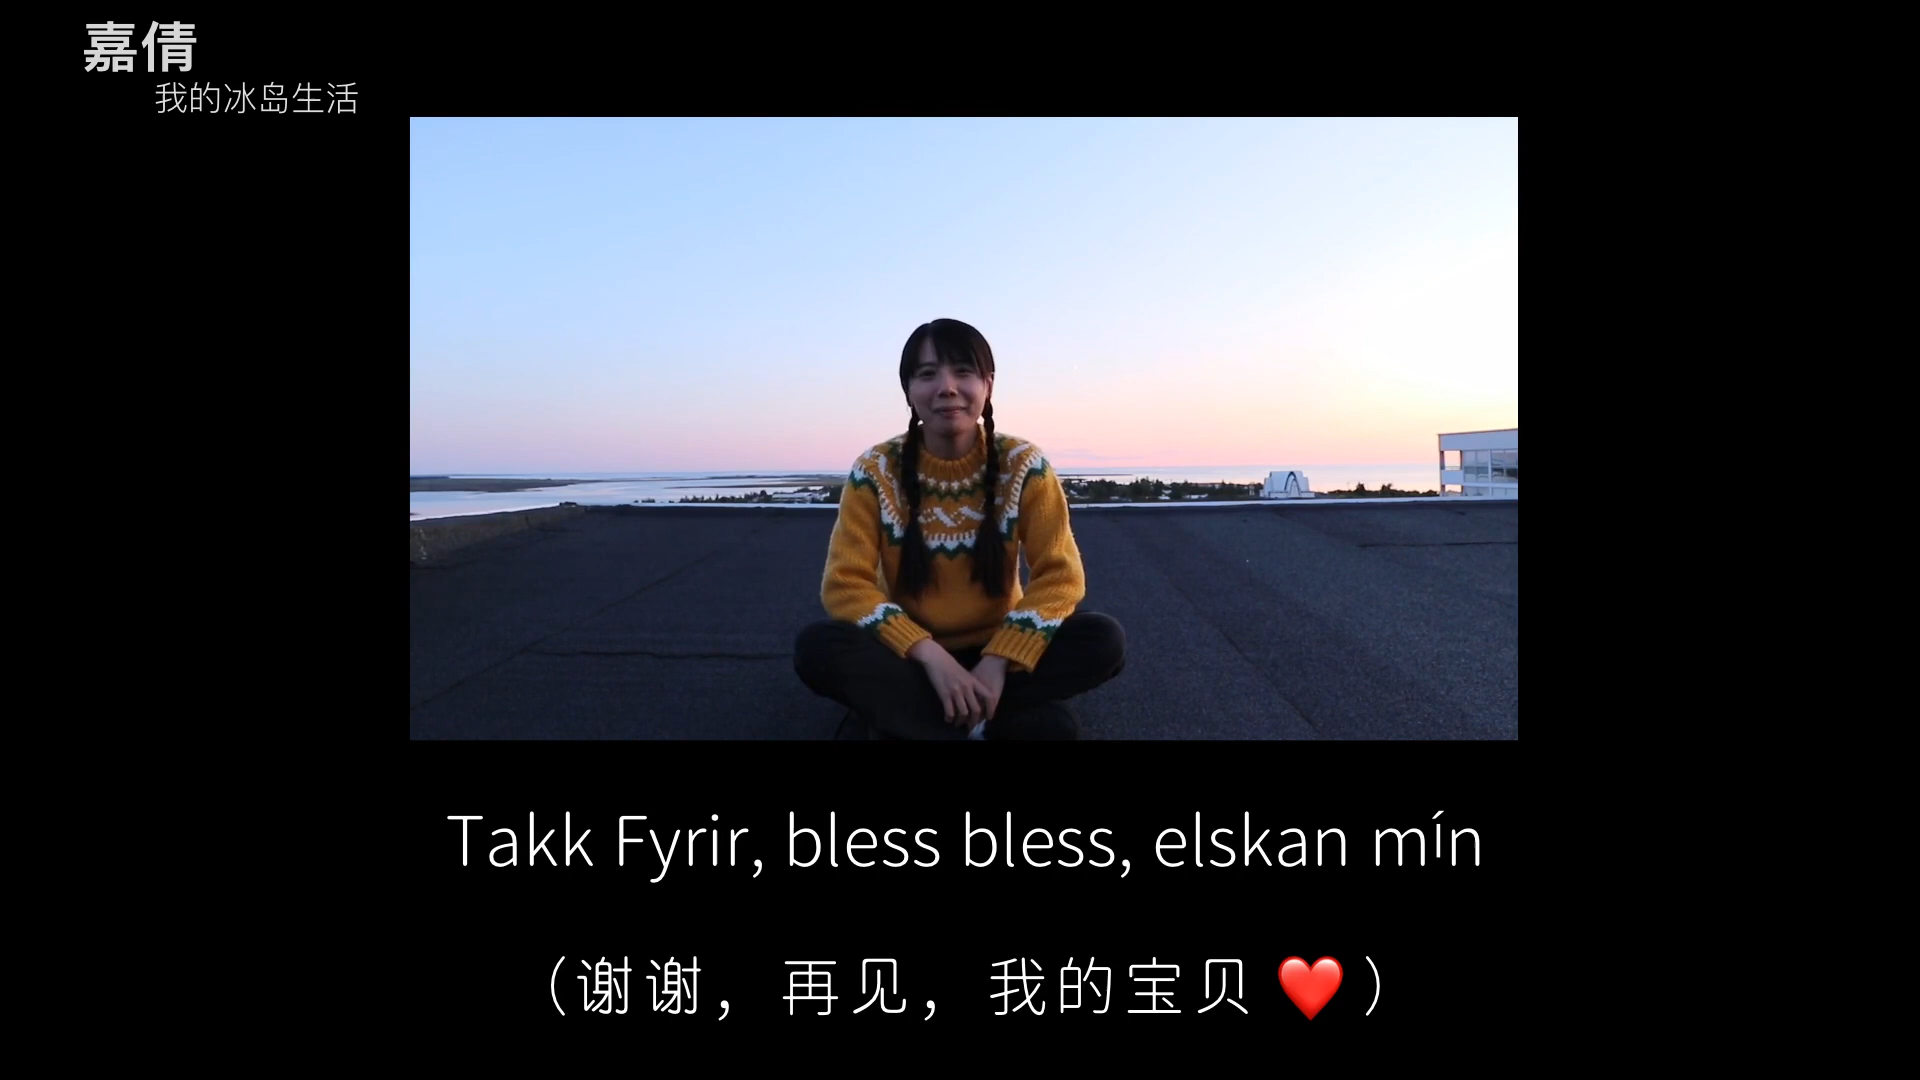 嘉倩
我的冰岛生活
Takk Fyrir, bless bless, elskan mín
（谢谢，再见，我的宝贝 ❤️）